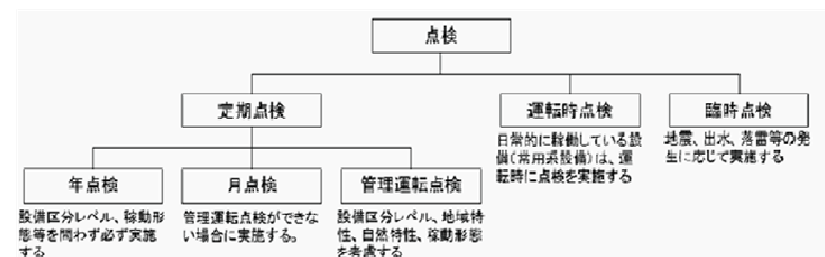 点検
定期点検
運転時点検
臨時点検
日常的に稼働している設
備(常用系設備)は、運
転時に点検を実施する
地震、出水、落雷等の発
生に応じて実施する
年点検
月点検
管理運転点検
設備区分レベル、稼動形
態等を問わず必ず実施
する
管理運転点検ができな
い場合に実施する。
設備区分レベル、地域特
性、自然特性、稼動形態
を考慮する